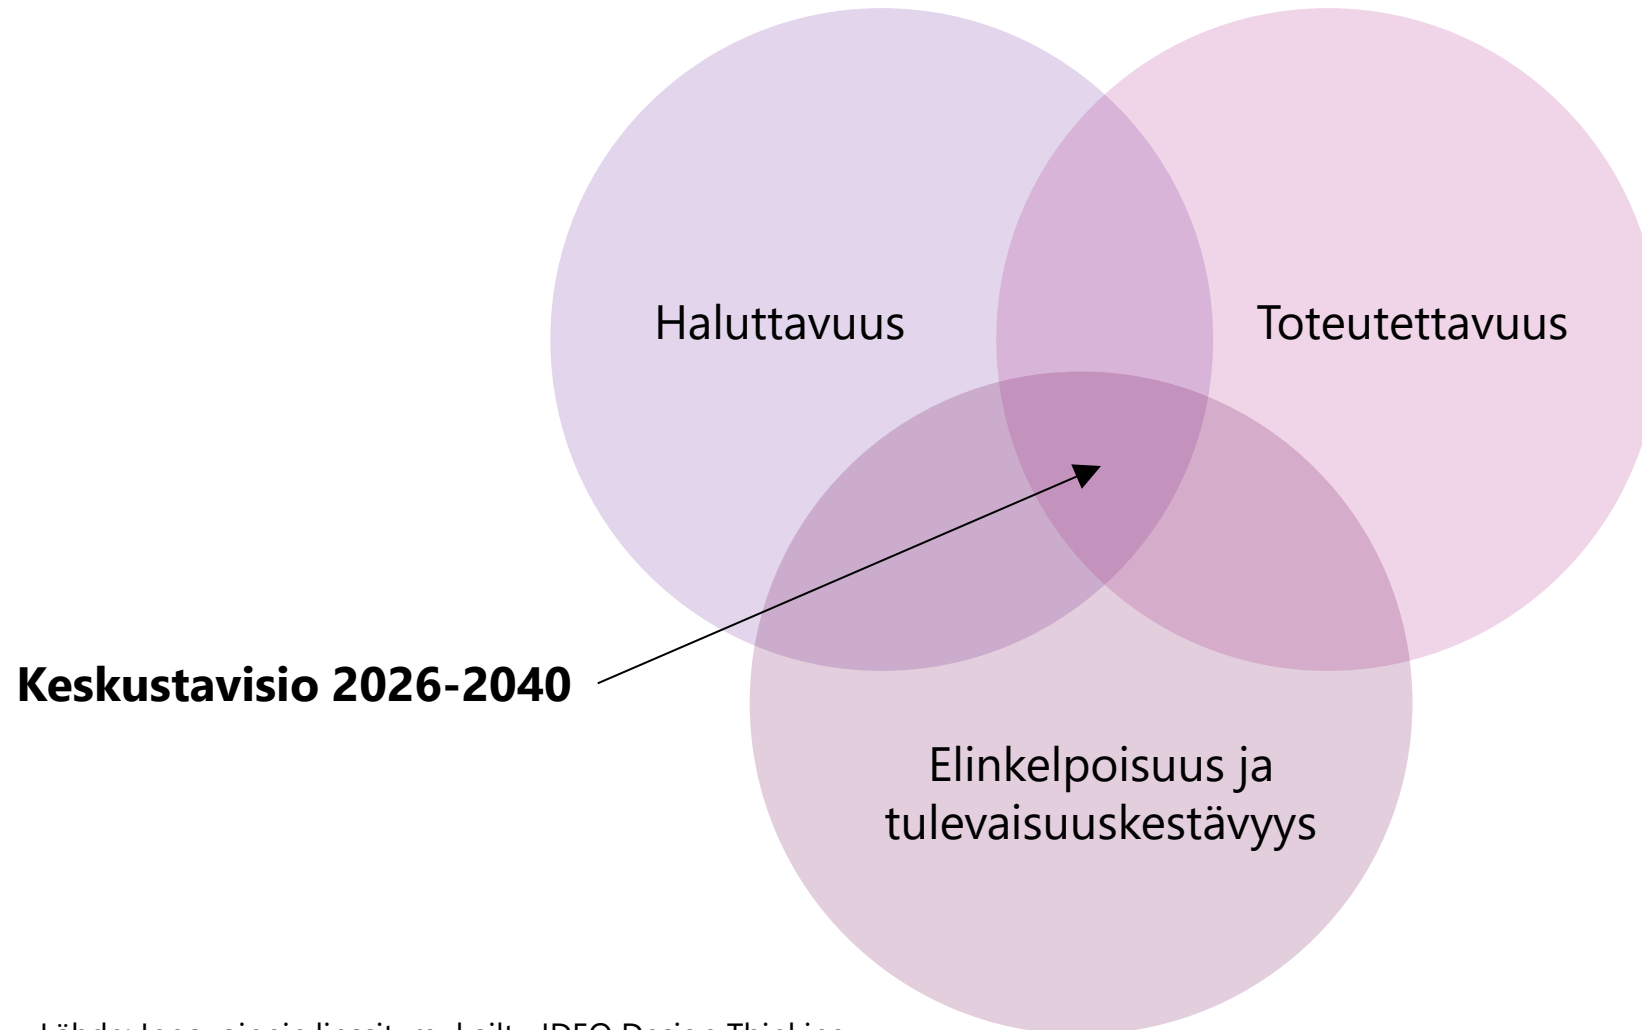 Haluttavuus
Toteutettavuus
Keskustavisio 2026-2040
Elinkelpoisuus ja
tulevaisuuskestävyys
IDEO Design Thinking